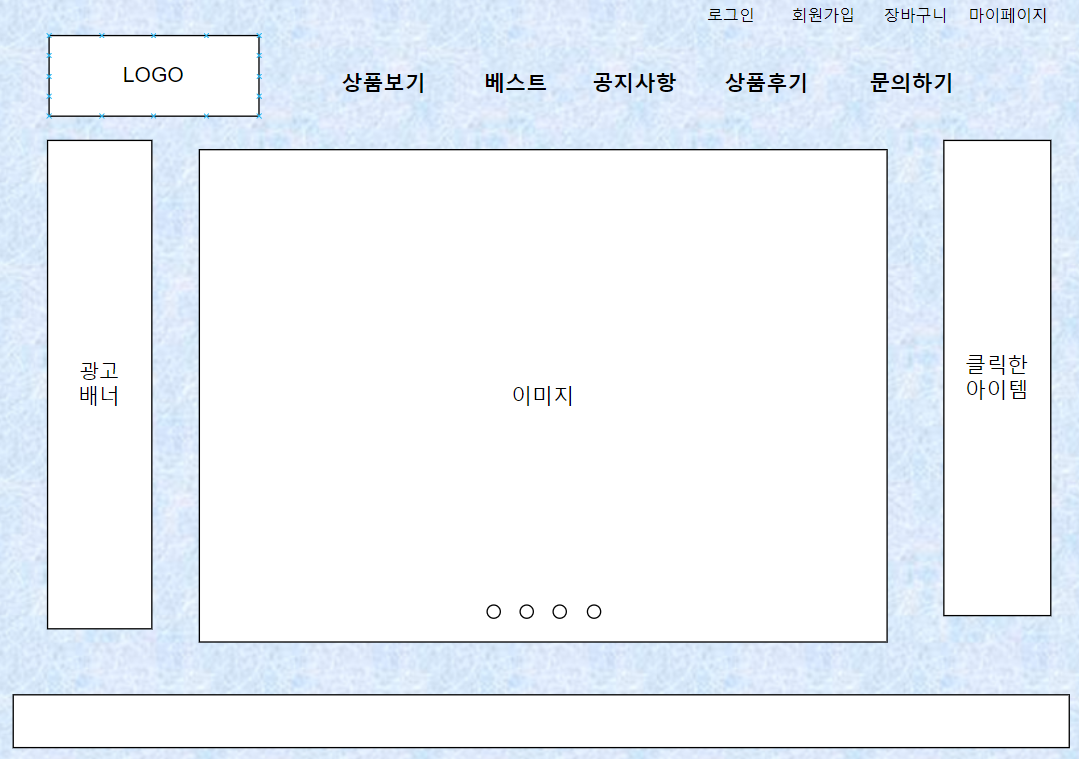 로그인 회원가입 장바구니 마이페이지
LOGO
상품보기 베스트 공지사항 상품후기 문의하기
광고
배너
이미지
클릭한
아이템